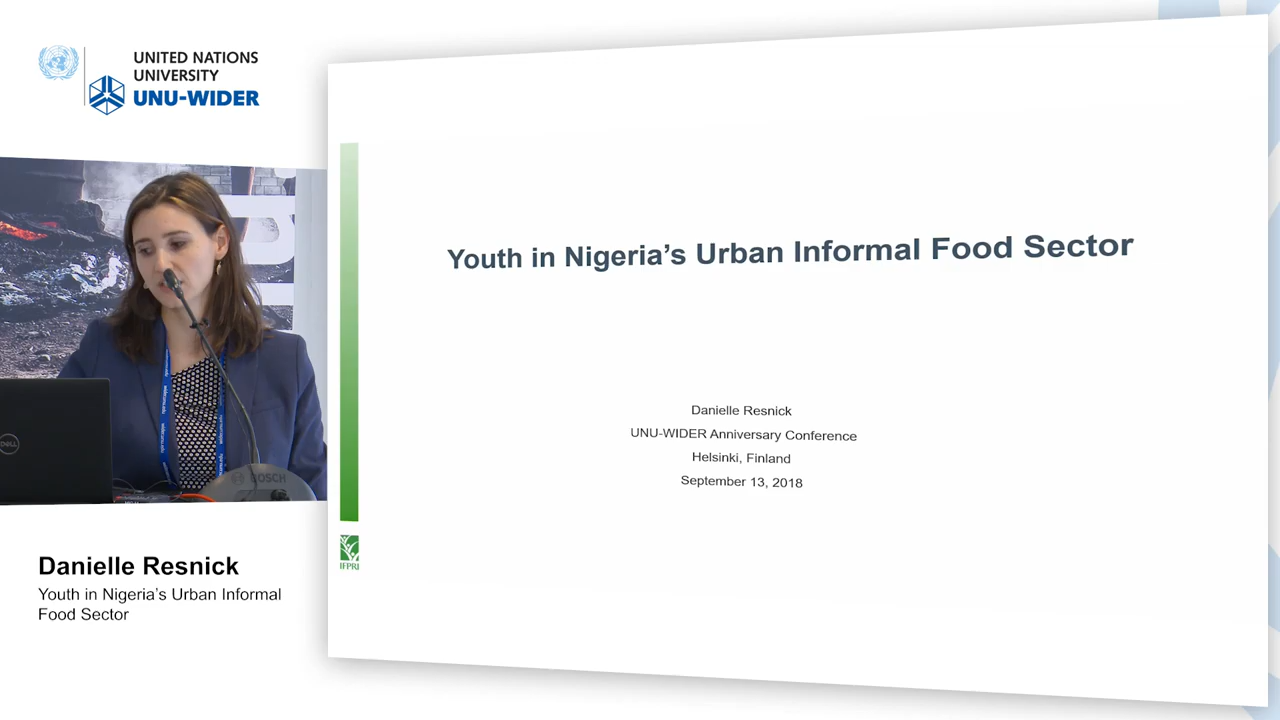 UNITED NATIONS
UNIVERSITY
UNU-WIDER
DELL
BOSCH
Danielle Resnick
Youth in Nigeria’s Urban Informal
Food Sector
Youth in Nigeria’s Urban Informal Food Sector
Danielle Resnick
UNU-WIDER Anniversary Conference
Helsinki, Finland
September 13, 2018
IFPRI